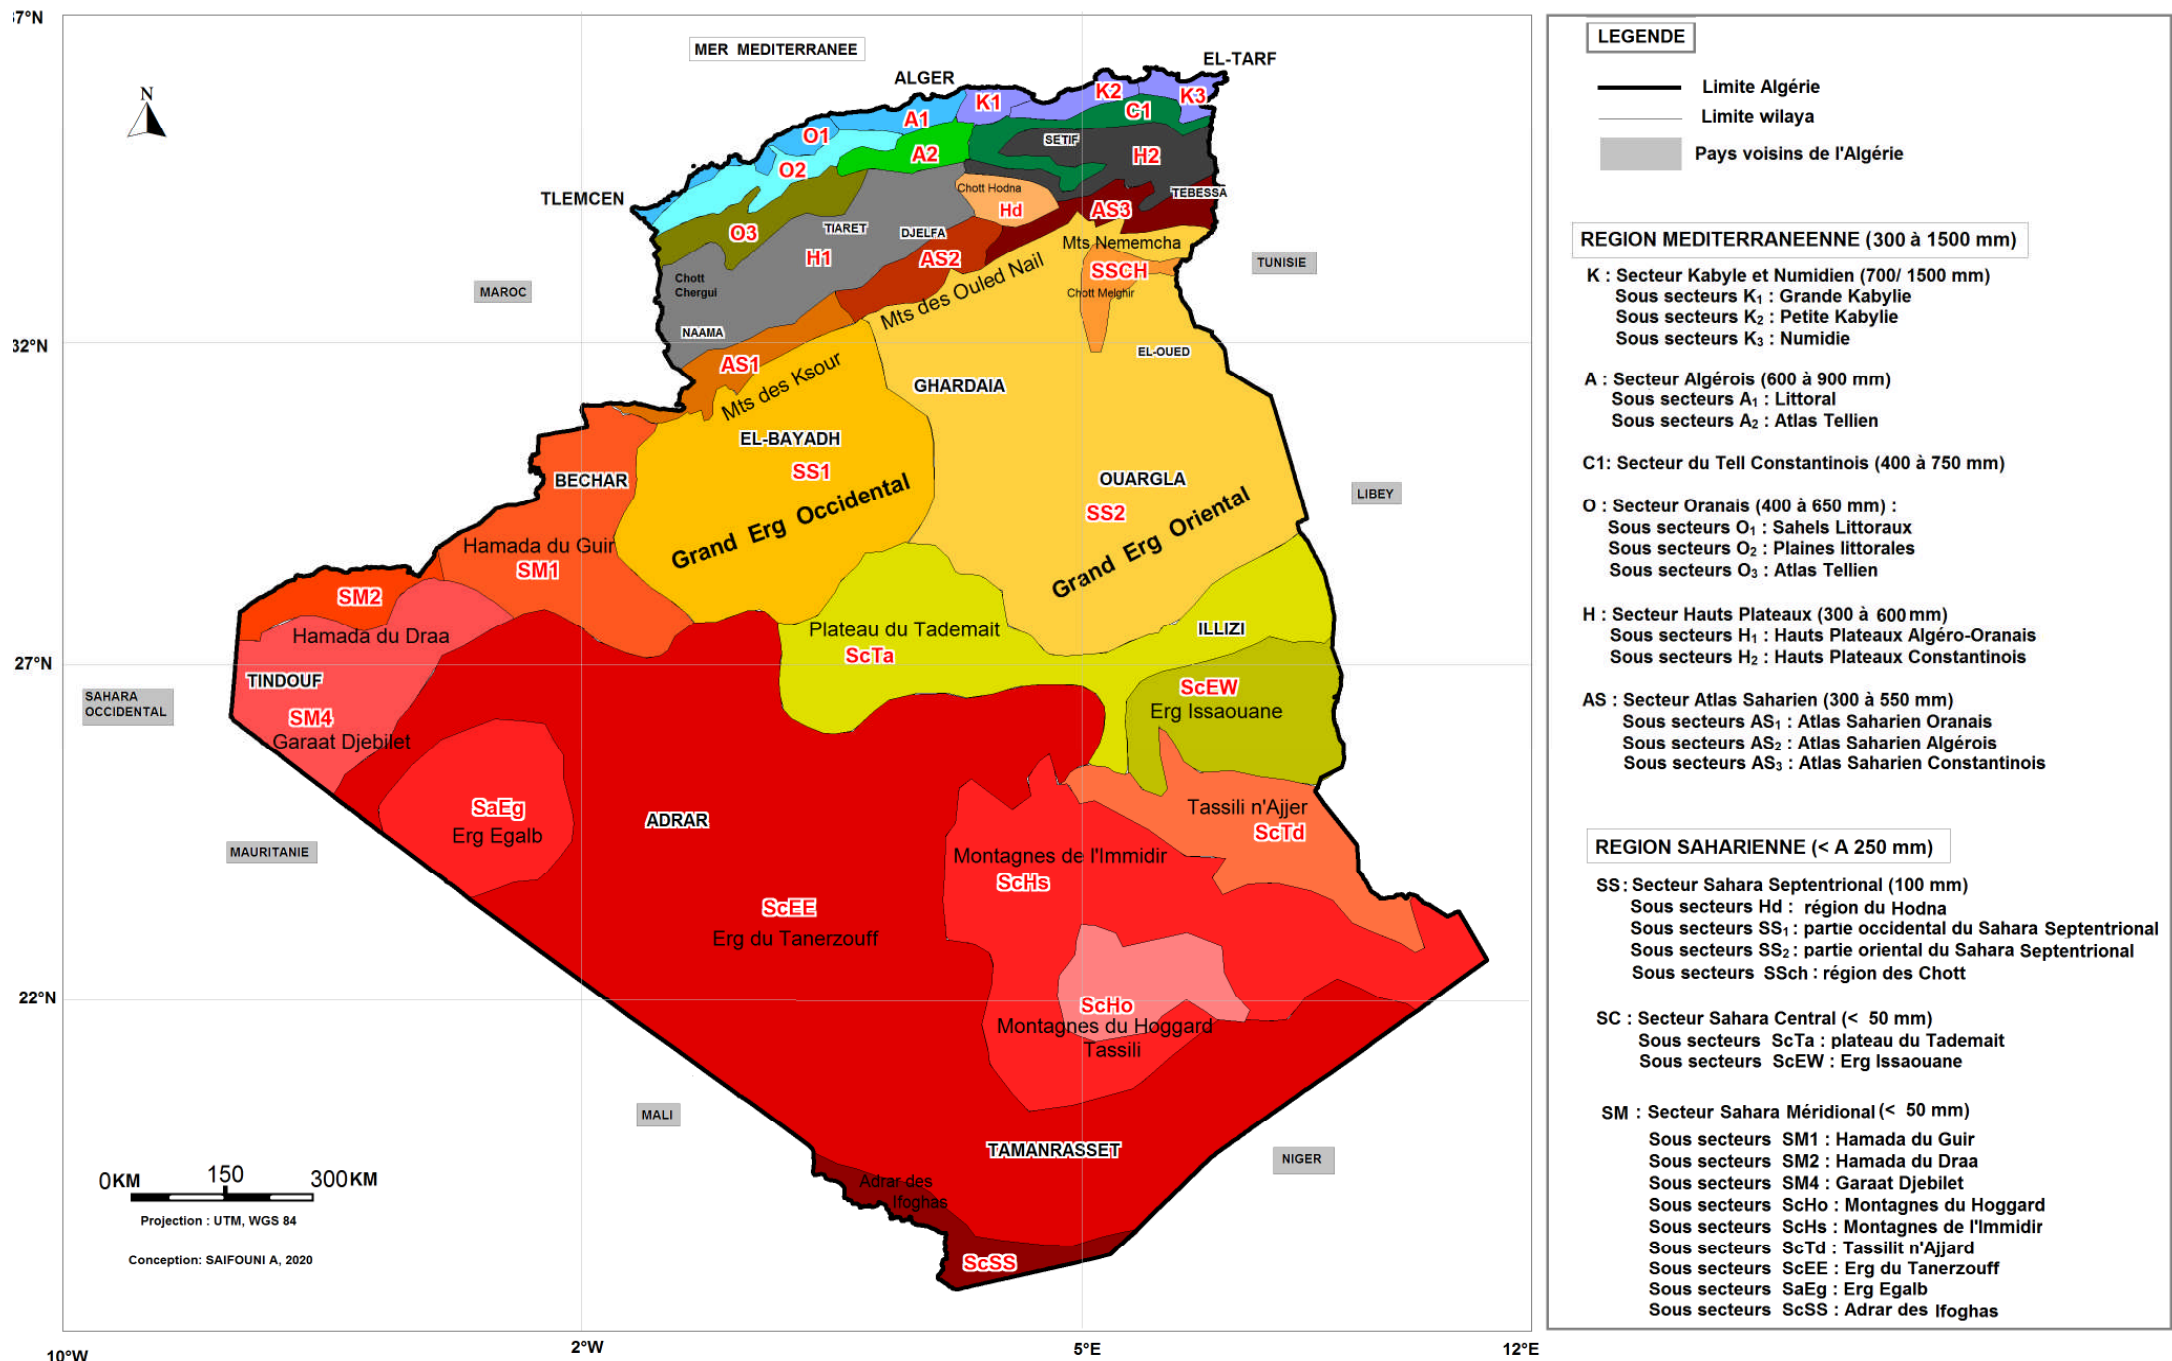 37°N
MER MEDITERRANEE
EL-TARF
ALGER
N
K1
K2
K3
C1
A1
O1
SETIF
A2
H2
O2
Chott Hodna
TEBESSA
TLEMCEN
Hd
AS3
O3
TIARET
DJELFA
Mts Nememcha
H1
AS2
SSCH
TUNISIE
Chott
Chergui
MAROC
Mts des Ouled Nail
Chott Melghir
NAAMA
32°N
EL-OUED
AS1
Mts des Ksour
GHARDAIA
EL-BAYADH
SS1
BECHAR
OUARGLA
LIBEY
Grand Erg Occidental
SS2
Grand Erg Oriental
Hamada du Guir
SM1
SM2
Hamada du Draa
Plateau du Tademait
ILLIZI
ScTa
27°N
TINDOUF
SAHARA
OCCIDENTAL
ScEW
Erg Issaouane
SM4
Garaat Djebilet
SaEg
Erg Egalb
ADRAR
Tassili n'Ajjer
ScTd
MAURITANIE
Montagnes de l'Immidir
ScHs
ScEE
Erg du Tanerzouff
22°N
ScHo
Montagnes du Hoggard
Tassili
MALI
TAMANRASSET
NIGER
0KM 150 300KM
Adrar des
Ifoghas
Projection : UTM, WGS 84
Conception: SAIFOUNI A, 2020
ScSS
10°W
2°W
5°E
12°E
LEGENDE
Limite Algérie
Limite wilaya
Pays voisins de l'Algérie
REGION MEDITERRANEENNE (300 à 1500 mm)
K : Secteur Kabyle et Numidien (700/ 1500 mm)
Sous secteurs K1 : Grande Kabylie
Sous secteurs K2 : Petite Kabylie
Sous secteurs K3 : Numidie
A : Secteur Algérois (600 à 900 mm)
Sous secteurs A1 : Littoral
Sous secteurs A2 : Atlas Tellien
C1: Secteur du Tell Constantinois (400 à 750 mm)
O : Secteur Oranais (400 à 650 mm) :
Sous secteurs O1 : Sahels Littoraux
Sous secteurs O2 : Plaines littorales
Sous secteurs O3 : Atlas Tellien
H : Secteur Hauts Plateaux (300 à 600 mm)
Sous secteurs H1 : Hauts Plateaux Algéro-Oranais
Sous secteurs H2 : Hauts Plateaux Constantinois
AS : Secteur Atlas Saharien (300 à 550 mm)
Sous secteurs AS1 : Atlas Saharien Oranais
Sous secteurs AS2 : Atlas Saharien Algérois
Sous secteurs AS3 : Atlas Saharien Constantinois
REGION SAHARIENNE (< A 250 mm)
SS : Secteur Sahara Septentrional (100 mm)
Sous secteurs Hd : région du Hodna
Sous secteurs SS1 : partie occidental du Sahara Septentrional
Sous secteurs SS2 : partie oriental du Sahara Septentrional
Sous secteurs SSch : région des Chott
SC : Secteur Sahara Central (< 50 mm)
Sous secteurs ScTa : plateau du Tademait
Sous secteurs ScEW : Erg Issaouane
SM : Secteur Sahara Méridional (< 50 mm)
Sous secteurs SM1 : Hamada du Guir
Sous secteurs SM2 : Hamada du Draa
Sous secteurs SM4 : Garaat Djebilet
Sous secteurs ScHo : Montagnes du Hoggard
Sous secteurs ScHs : Montagnes de l'Immidir
Sous secteurs ScTd : Tassilit n'Ajjard
Sous secteurs ScEE : Erg du Tanerzouff
Sous secteurs SaEg : Erg Egalb
Sous secteurs ScSS : Adrar des Ifoghas